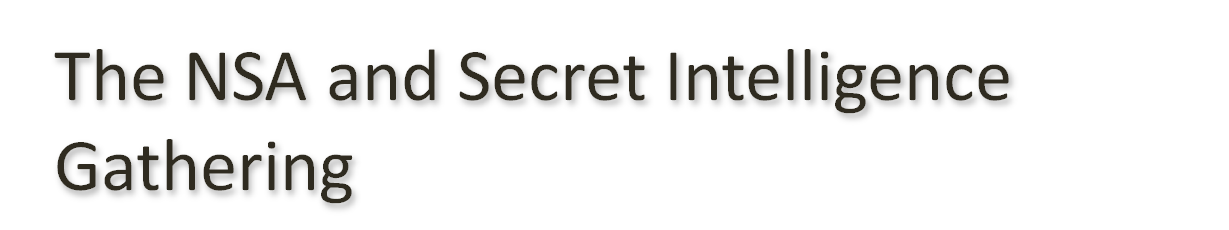 The NSA and Secret Intelligence
Gathering